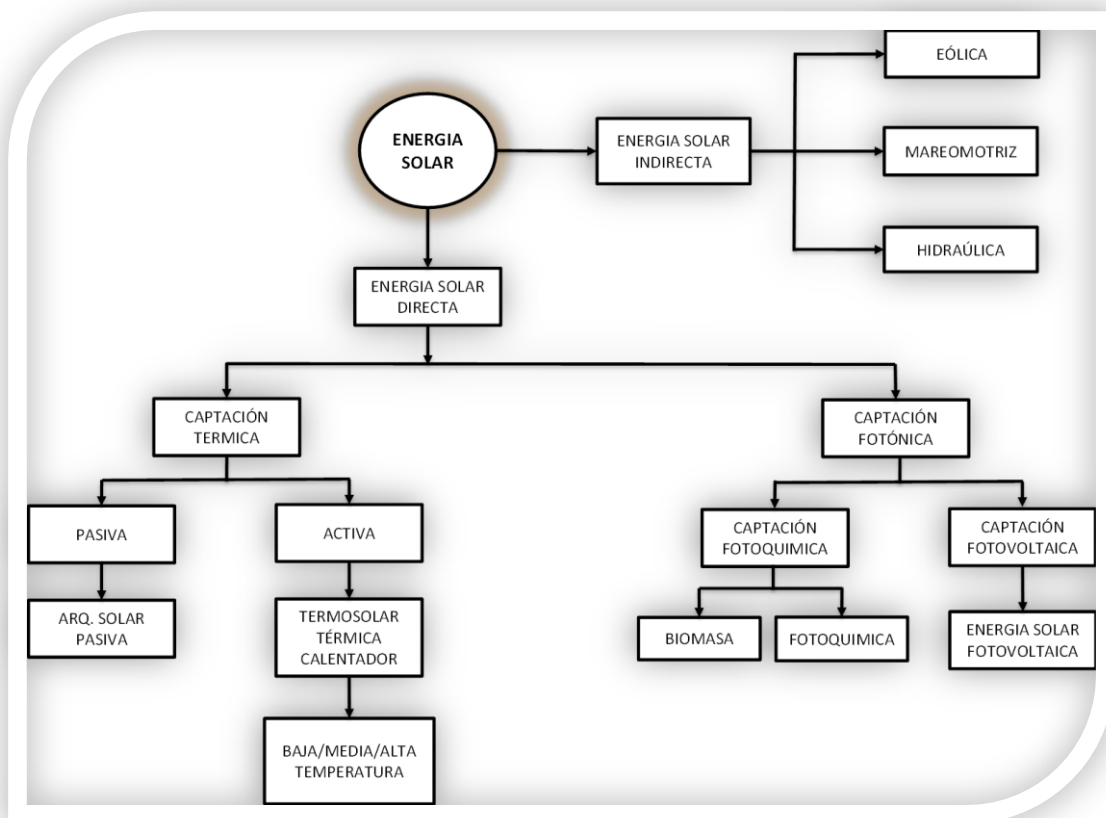 EÓLICA
ENERGIA
SOLAR
ENERGIA SOLAR
INDIRECTA
MAREOMOTRIZ
HIDRAÚLICA
ENERGIA SOLAR
DIRECTA
CAPTACIÓN
TERMICA
CAPTACIÓN
FOTÓNICA
PASIVA
ACTIVA
CAPTACIÓN
FOTOQUIMICA
CAPTACIÓN
FOTOVOLTAICA
ARQ. SOLAR
PASIVA
TERMOSOLAR
TÉRMICA
CALENTADOR
BIOMASA
FOTOQUIMICA
ENERGIA SOLAR
FOTOVOLTAICA
BAJA/MEDIA/ALTA
TEMPERATURA